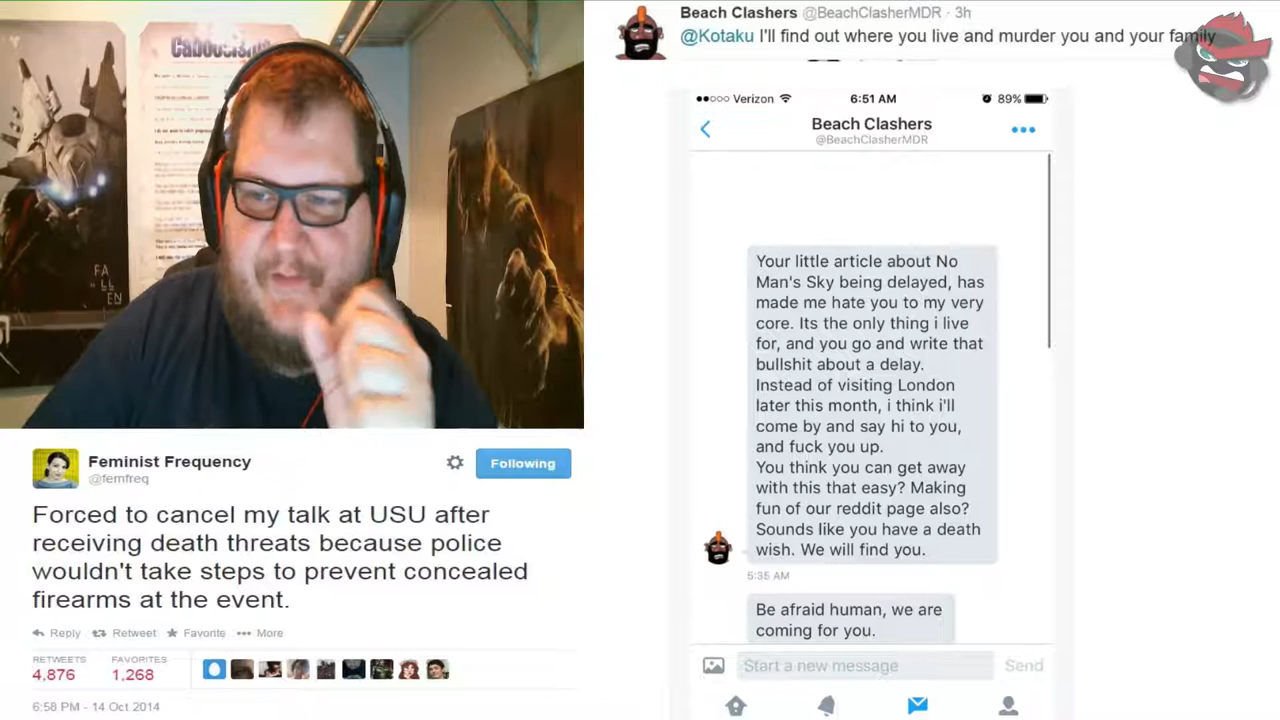 Caboose
FA
LL
EN
Feminist Frequency
@femfreq
Following
Forced to cancel my talk at USU after
receiving death threats because police
wouldn't take steps to prevent concealed
firearms at the event.
Reply Retweet Favorite ••• More
RETWEETS FAVORITES
4,876 1,268
6:58 PM - 14 Oct 2014
Beach Clashers @BeachClasherMDR · 3h
@Kotaku I'll find out where you live and murder you and your family
Verizon 6:51 AM 89%
Beach Clashers
@BeachClasherMDR
Your little article about No
Man's Sky being delayed, has
made me hate you to my very
core. Its the only thing i live
for, and you go and write that
bullshit about a delay.
Instead of visiting London
later this month, i think i'll
come by and say hi to you,
and fuck you up.
You think you can get away
with this that easy? Making
fun of our reddit page also?
Sounds like you have a death
wish. We will find you.
5:35 AM
Be afraid human, we are
coming for you.
Start a new message Send